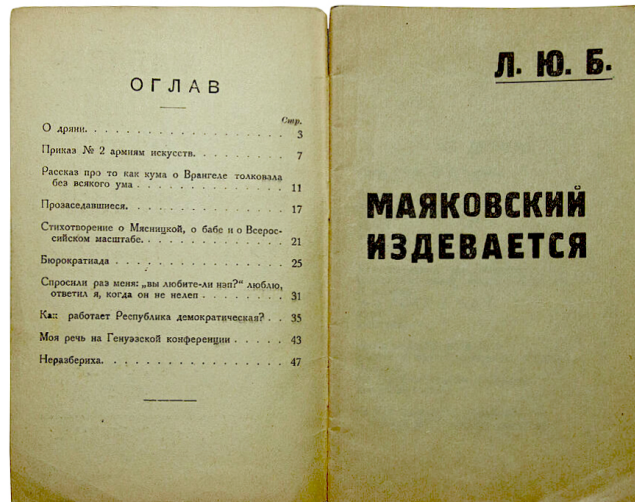 ОГЛАВ
Стр.
О дряни. . . . . . . . . . . . . . . . . . . 3
Приказ № 2 армиям искусств. . . . . . . . . 7
Рассказ про то как кума о Врангеле толковала
без всякого ума . . . . . . . . . . . . . . 11
Прозаседавшиеся. . . . . . . . . . . . . . . 17
Стихотворение о Мясницкой, о бабе и о Всерос-
сийском масштабе. . . . . . . . . . . . . . 21
Бюрократиада . . . . . . . . . . . . . . . . 25
Спросили раз меня: „вы любите-ли нэп?“ люблю,
ответил я, когда он не нелеп . . . . . . . . 31
Как работает Республика демократическая? . . 35
Моя речь на Генуэзской конференции . . . . . 43
Неразбериха. . . . . . . . . . . . . . . . . 47
Л. Ю. Б.
МАЯКОВСКИЙ
ИЗДЕВАЕТСЯ